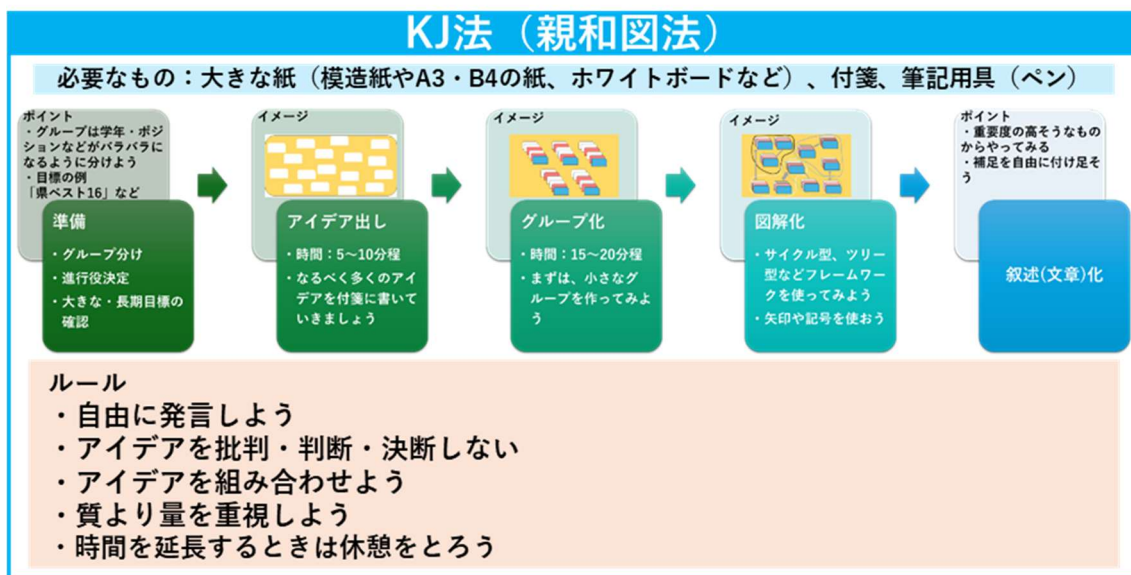 KJ法（親和図法）
必要なもの：大きな紙（模造紙やA3・B4の紙、ホワイトボードなど）、付箋、筆記用具（ペン）
ポイント
・グループは学年・ポジ
ションなどがバラバラに
なるように分けよう
・目標の例
「県ベスト16」など
準備
・グループ分け
・進行役決定
・大きな・長期目標の
確認
イメージ
アイデア出し
・時間：5～10分程
・なるべく多くのアイ
デアを付箋に書いて
いきましょう
イメージ
グループ化
・時間：15～20分程
・まずは、小さなグ
ループを作ってみよ
う
イメージ
図解化
・サイクル型、ツリー
型などフレームワー
クを使ってみよう
・矢印や記号を使おう
ポイント
・重要度の高そうなもの
からやってみる
・補足を自由に付け足そ
う
叙述(文章)化
ルール
・自由に発言しよう
・アイデアを批判・判断・決断しない
・アイデアを組み合わせよう
・質より量を重視しよう
・時間を延長するときは休憩をとろう